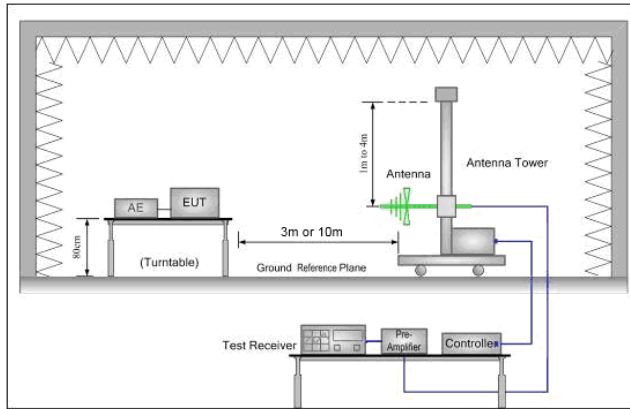 1m to 4m
Antenna
Antenna Tower
AE
EUT
80cm
(Turntable)
3m or 10m
Ground Reference Plane
Test Receiver
Pre-
Amplifier
Controller